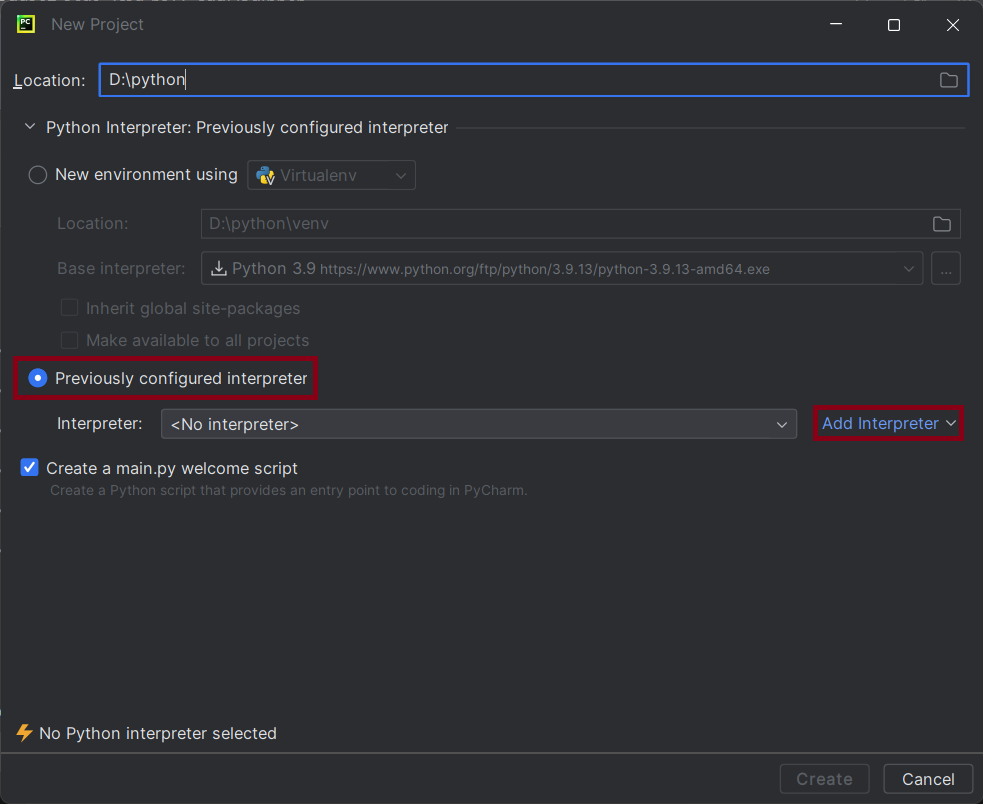 PC
New Project
Location: D:\python
Python Interpreter: Previously configured interpreter
New environment using Virtualenv
Location: D:\python\venv
Base interpreter: Python 3.9 https://www.python.org/ftp/python/3.9.13/python-3.9.13-amd64.exe ...
Inherit global site-packages
Make available to all projects
Previously configured interpreter
Interpreter: <No interpreter> Add Interpreter
Create a main.py welcome script
Create a Python script that provides an entry point to coding in PyCharm.
No Python interpreter selected
Create Cancel